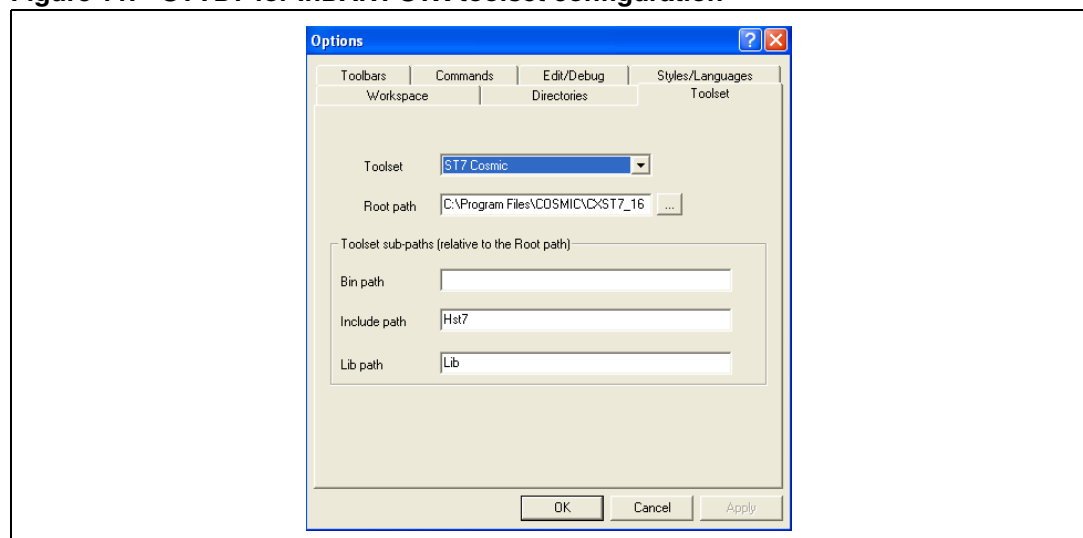 Options
Toolbars Commands Edit/Debug Styles/Languages
Workspace Directories Toolset
Toolset ST7 Cosmic
Root path C:\Program Files\COSMIC\CXST7_16 ...
Toolset sub-paths (relative to the Root path)
Bin path
Include path Hst7
Lib path Lib
OK Cancel Apply